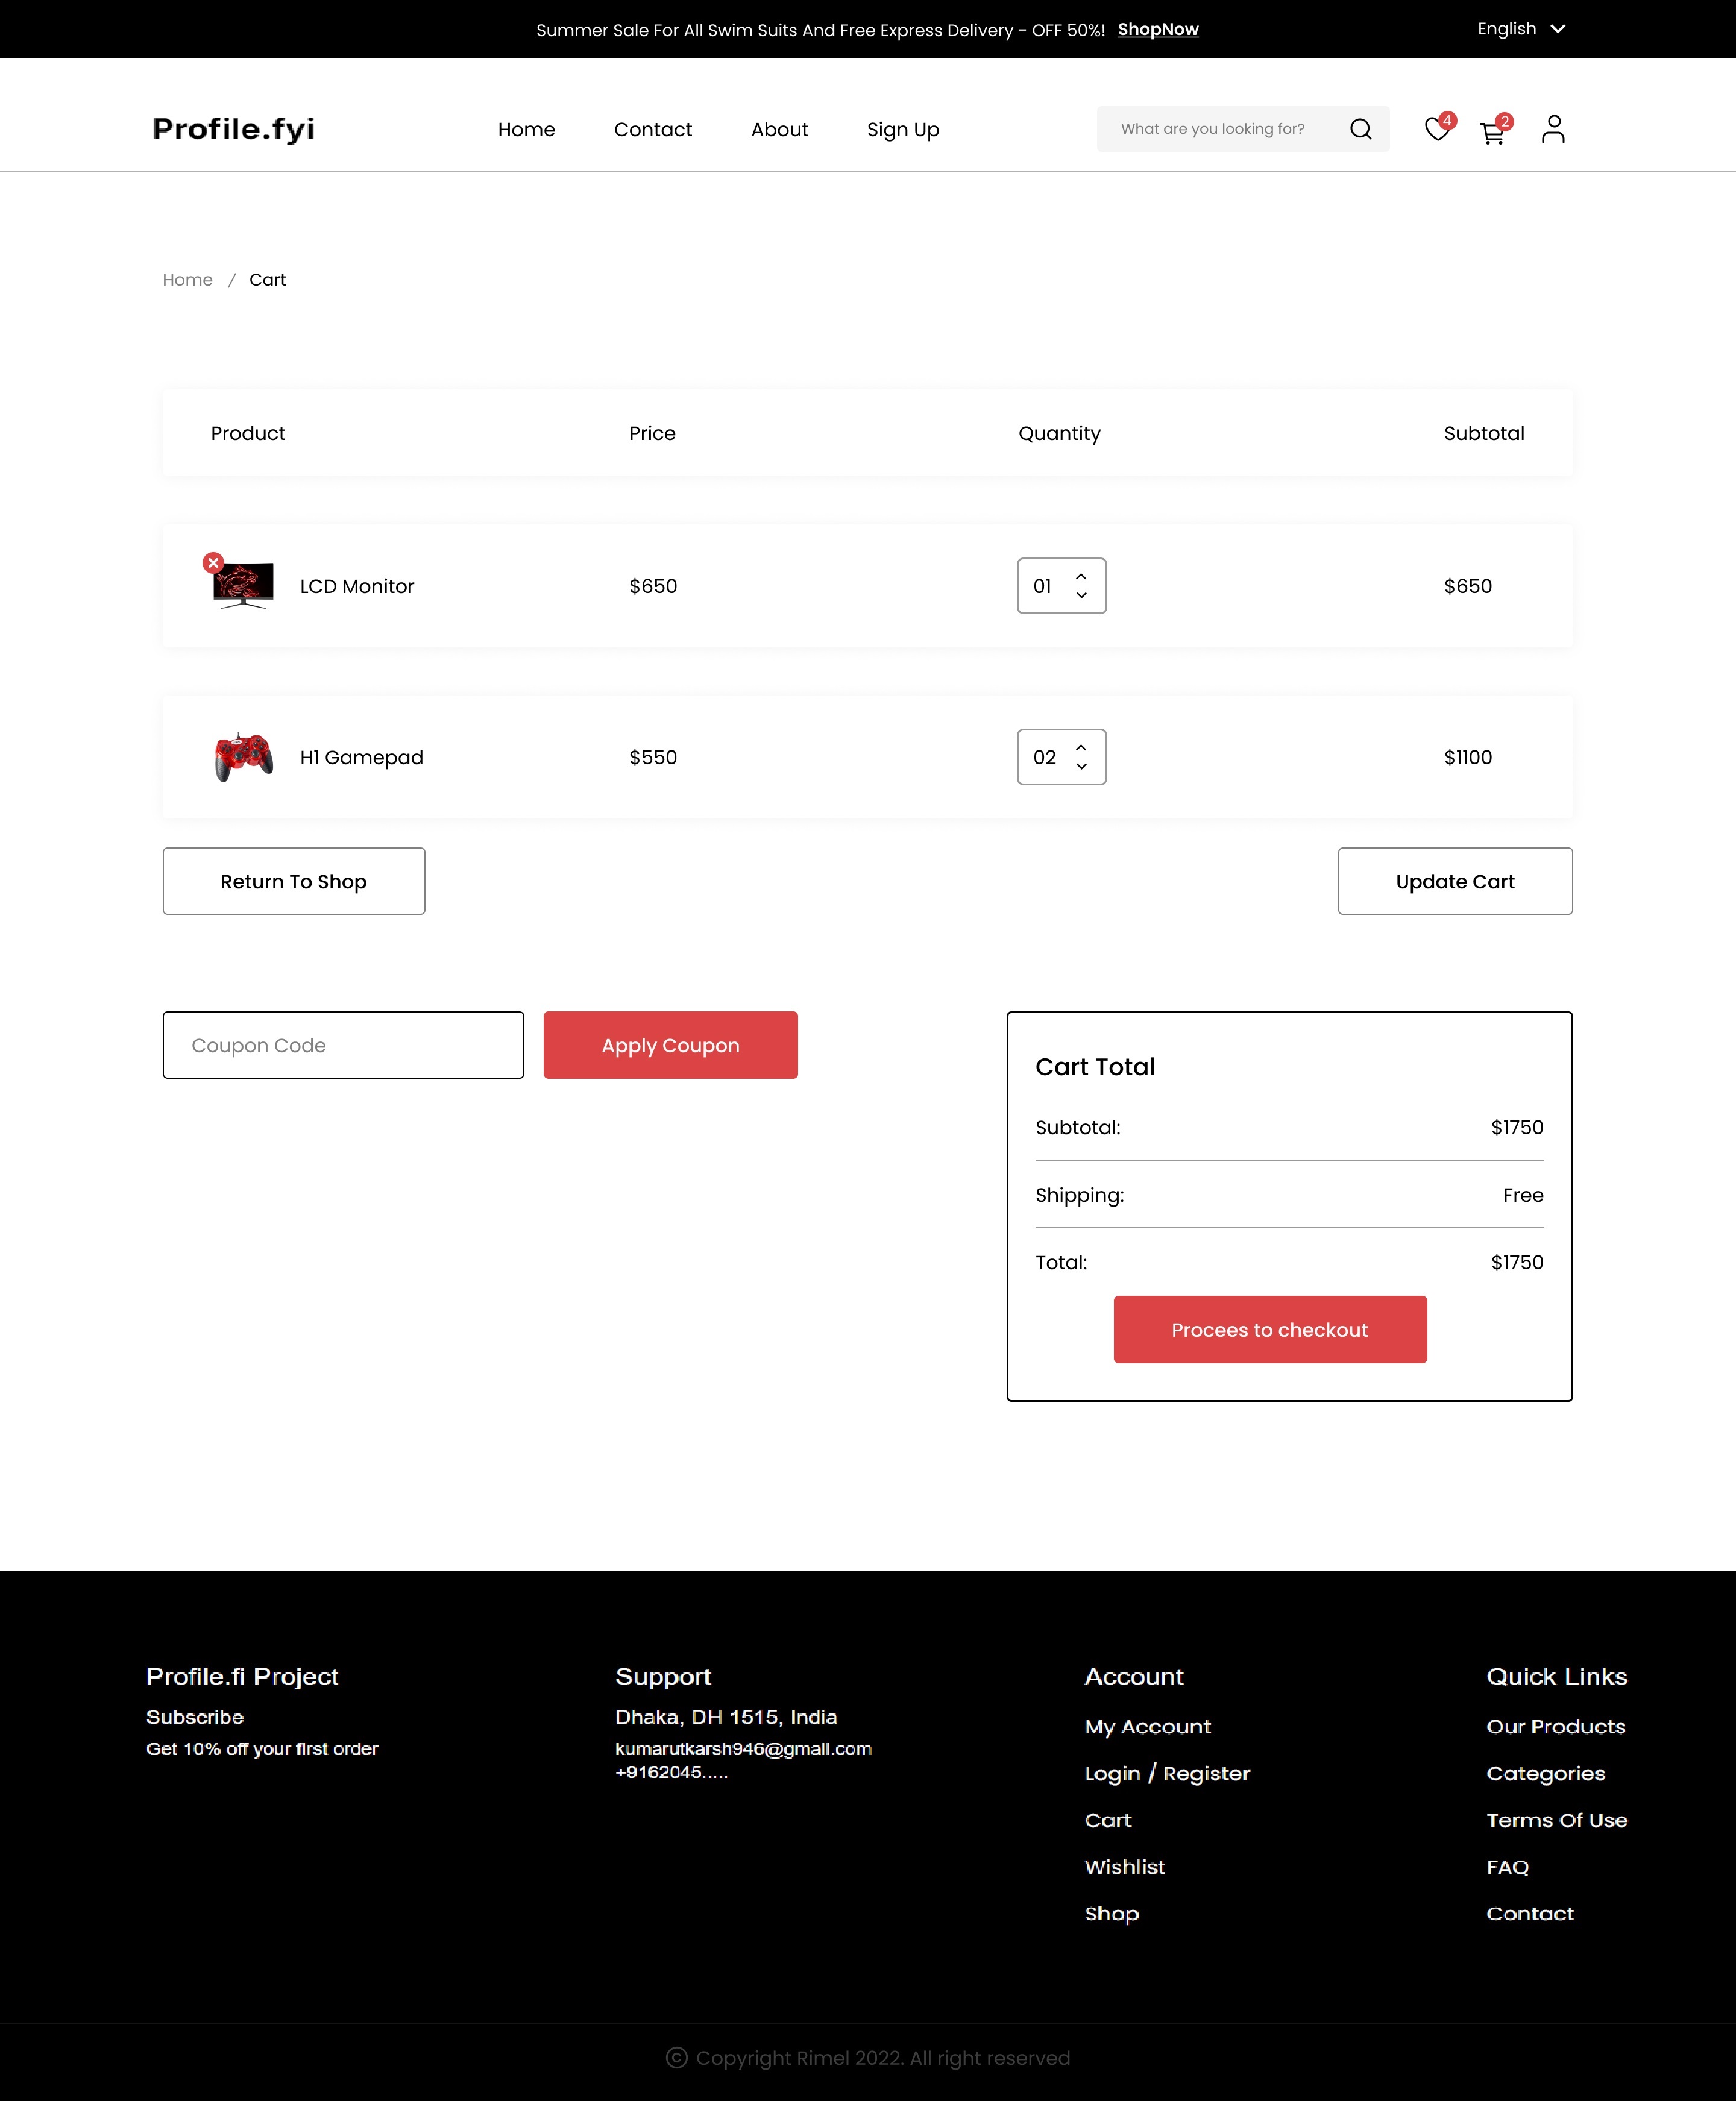 Summer Sale For All Swim Suits And Free Express Delivery - OFF 50%! ShopNow English
Profile.fyi Home Contact About Sign Up What are you looking for? 4 2
Home / Cart
Product Price Quantity Subtotal
LCD Monitor $650 01 $650
H1 Gamepad $550 02 $1100
Return To Shop Update Cart
Coupon Code Apply Coupon
Cart Total
Subtotal: $1750
Shipping: Free
Total: $1750
Procees to checkout
Profile.fi Project
Subscribe
Get 10% off your first order
Support
Dhaka, DH 1515, India
kumarutkarsh946@gmail.com
+9162045.....
Account
My Account
Login / Register
Cart
Wishlist
Shop
Quick Links
Our Products
Categories
Terms Of Use
FAQ
Contact
© Copyright Rimel 2022. All right reserved